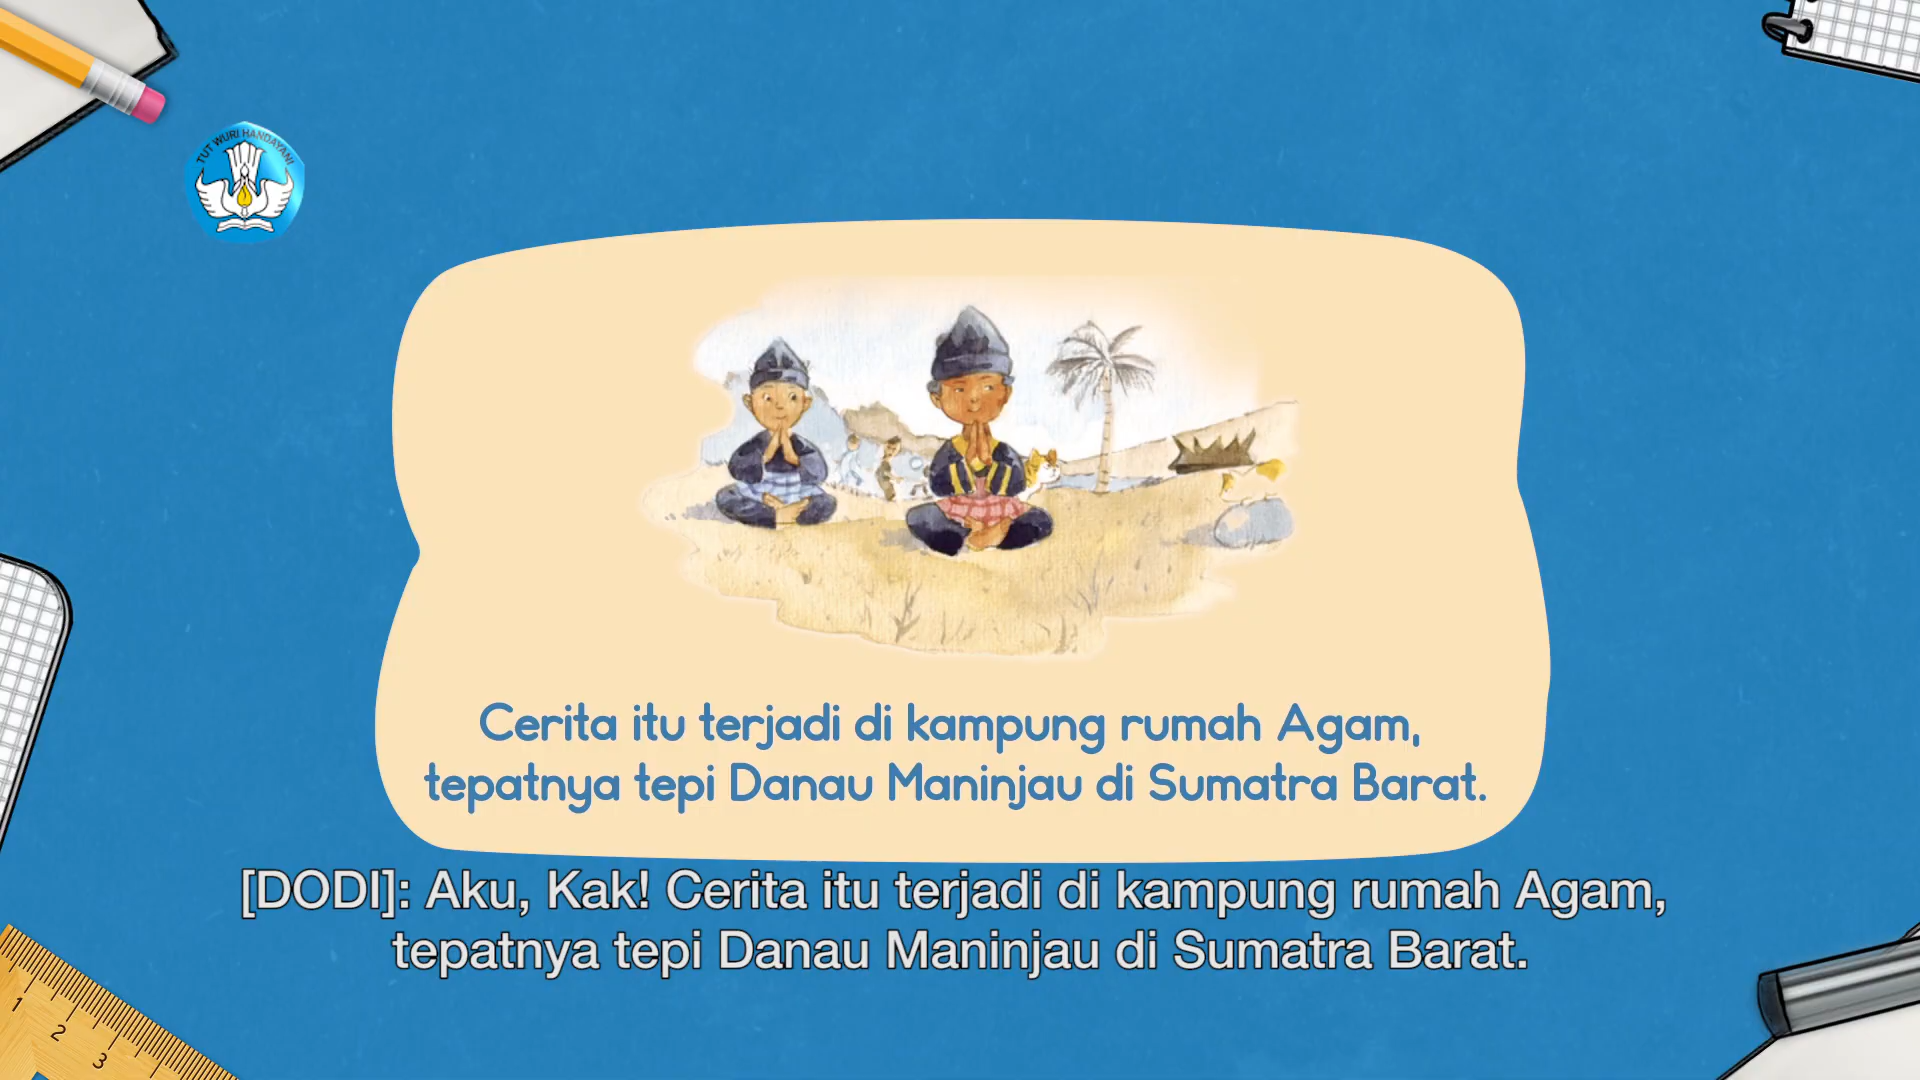 TUT WURI HANDAYANI
Cerita itu terjadi di kampung rumah Agam,
tepatnya tepi Danau Maninjau di Sumatra Barat.
[DODI]: Aku, Kak! Cerita itu terjadi di kampung rumah Agam,
tepatnya tepi Danau Maninjau di Sumatra Barat.
1
2
3